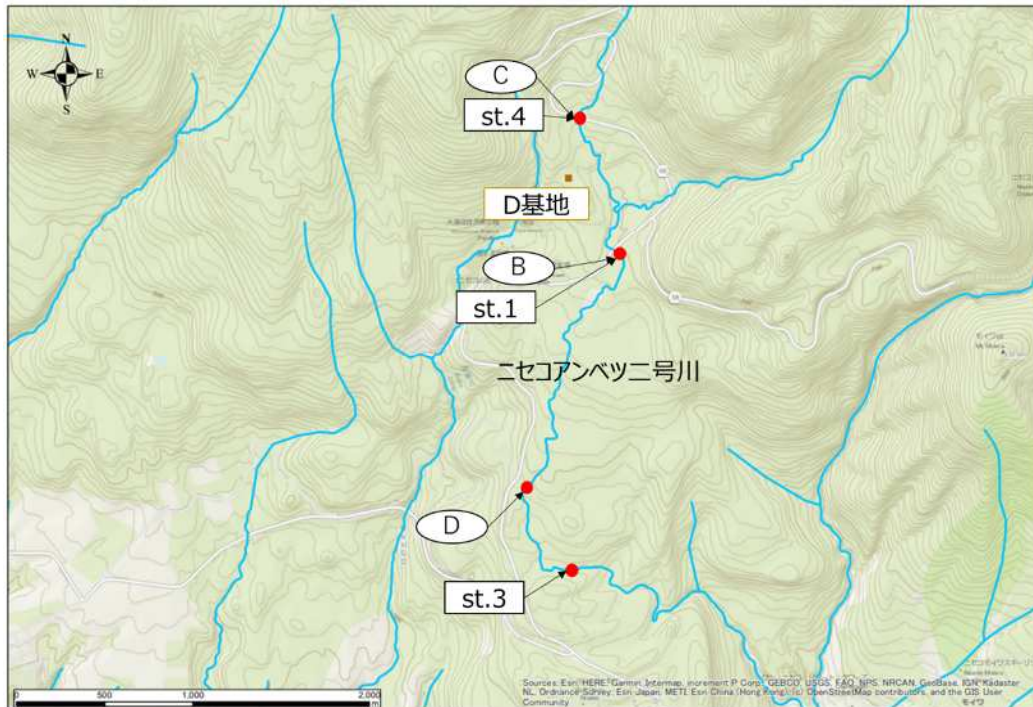 N
W E
S
C
st.4
58
D基地
B
st.1
58
ニセコアンベツ二号川
D
st.3
0 500 1,000 2,000
m
Sources: Esri, HERE, Garmin, Intermap, increment P Corp., GEBCO, USGS, FAO, NPS, NRCAN, GeoBase, IGN, Kadaster
NL, Ordnance Survey, Esri Japan, METI, Esri China (Hong Kong), (c) OpenStreetMap contributors, and the GIS User
Community